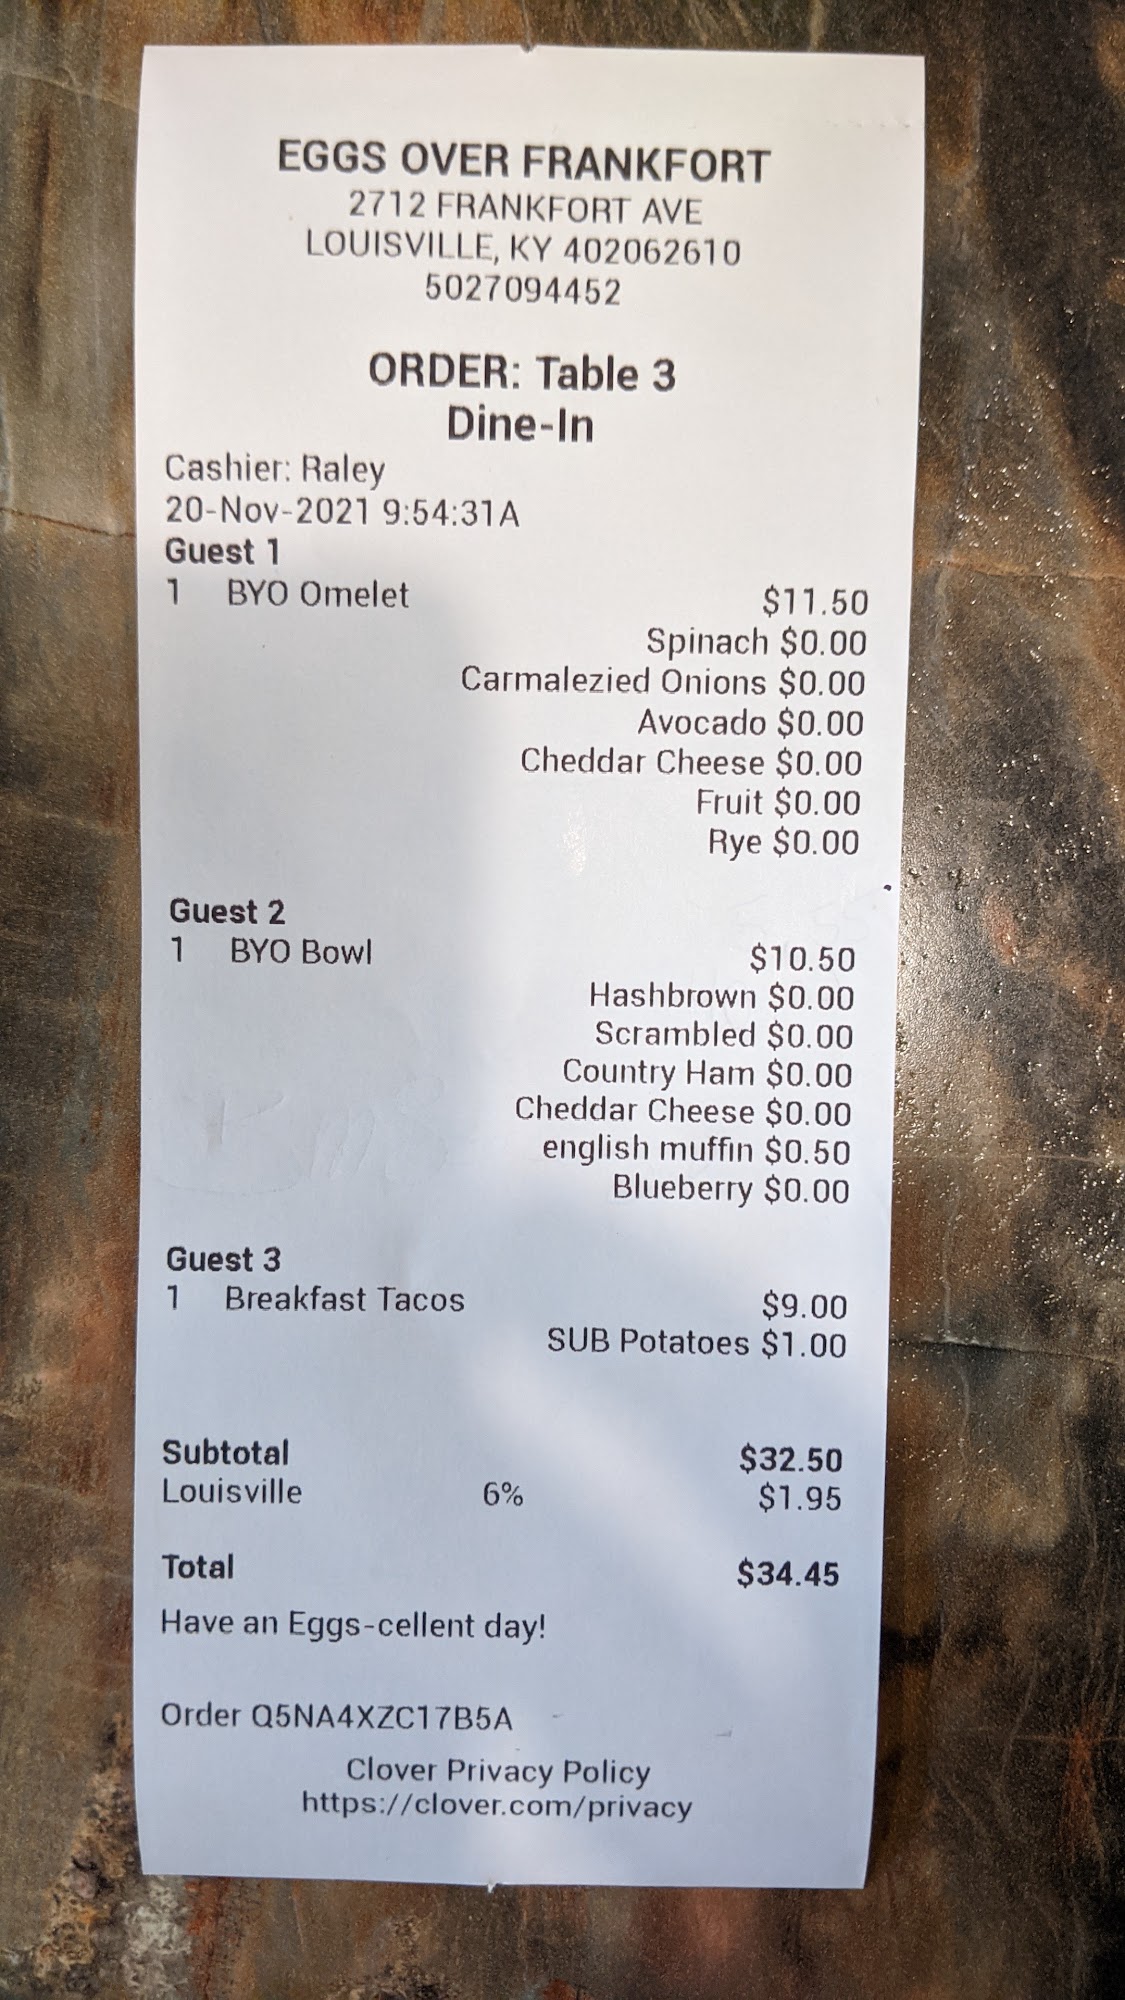 EGGS OVER FRANKFORT
2712 FRANKFORT AVE
LOUISVILLE, KY 402062610
5027094452
ORDER: Table 3
Dine-In
Cashier: Raley
20-Nov-2021 9:54:31A
Guest 1
1 BYO Omelet $11.50
Spinach $0.00
Carmalezied Onions $0.00
Avocado $0.00
Cheddar Cheese $0.00
Fruit $0.00
Rye $0.00
Guest 2
1 BYO Bowl $10.50
Hashbrown $0.00
Scrambled $0.00
Country Ham $0.00
Cheddar Cheese $0.00
english muffin $0.50
Blueberry $0.00
Guest 3
1 Breakfast Tacos $9.00
SUB Potatoes $1.00
Subtotal $32.50
Louisville 6% $1.95
Total $34.45
Have an Eggs-cellent day!
Order Q5NA4XZC17B5A
Clover Privacy Policy
https://clover.com/privacy